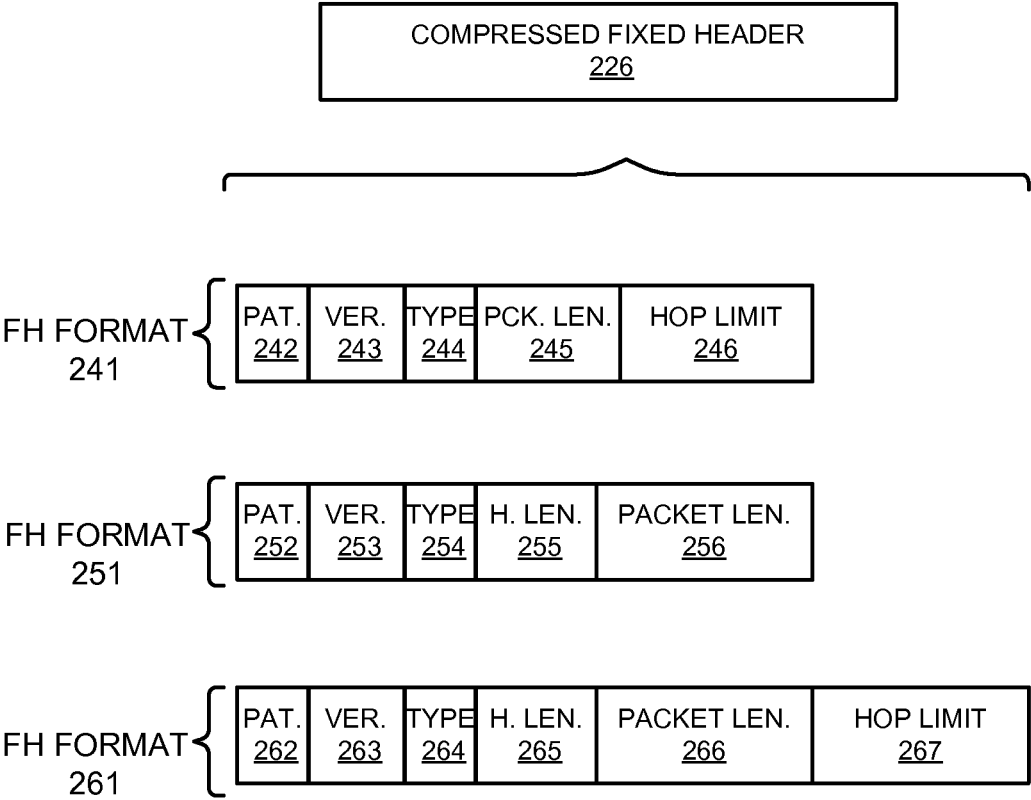 COMPRESSED FIXED HEADER
226
FH FORMAT
241
PAT. VER. TYPE PCK. LEN. HOP LIMIT
242 243 244 245 246
FH FORMAT
251
PAT. VER. TYPE H. LEN. PACKET LEN.
252 253 254 255 256
FH FORMAT
261
PAT. VER. TYPE H. LEN. PACKET LEN. HOP LIMIT
262 263 264 265 266 267